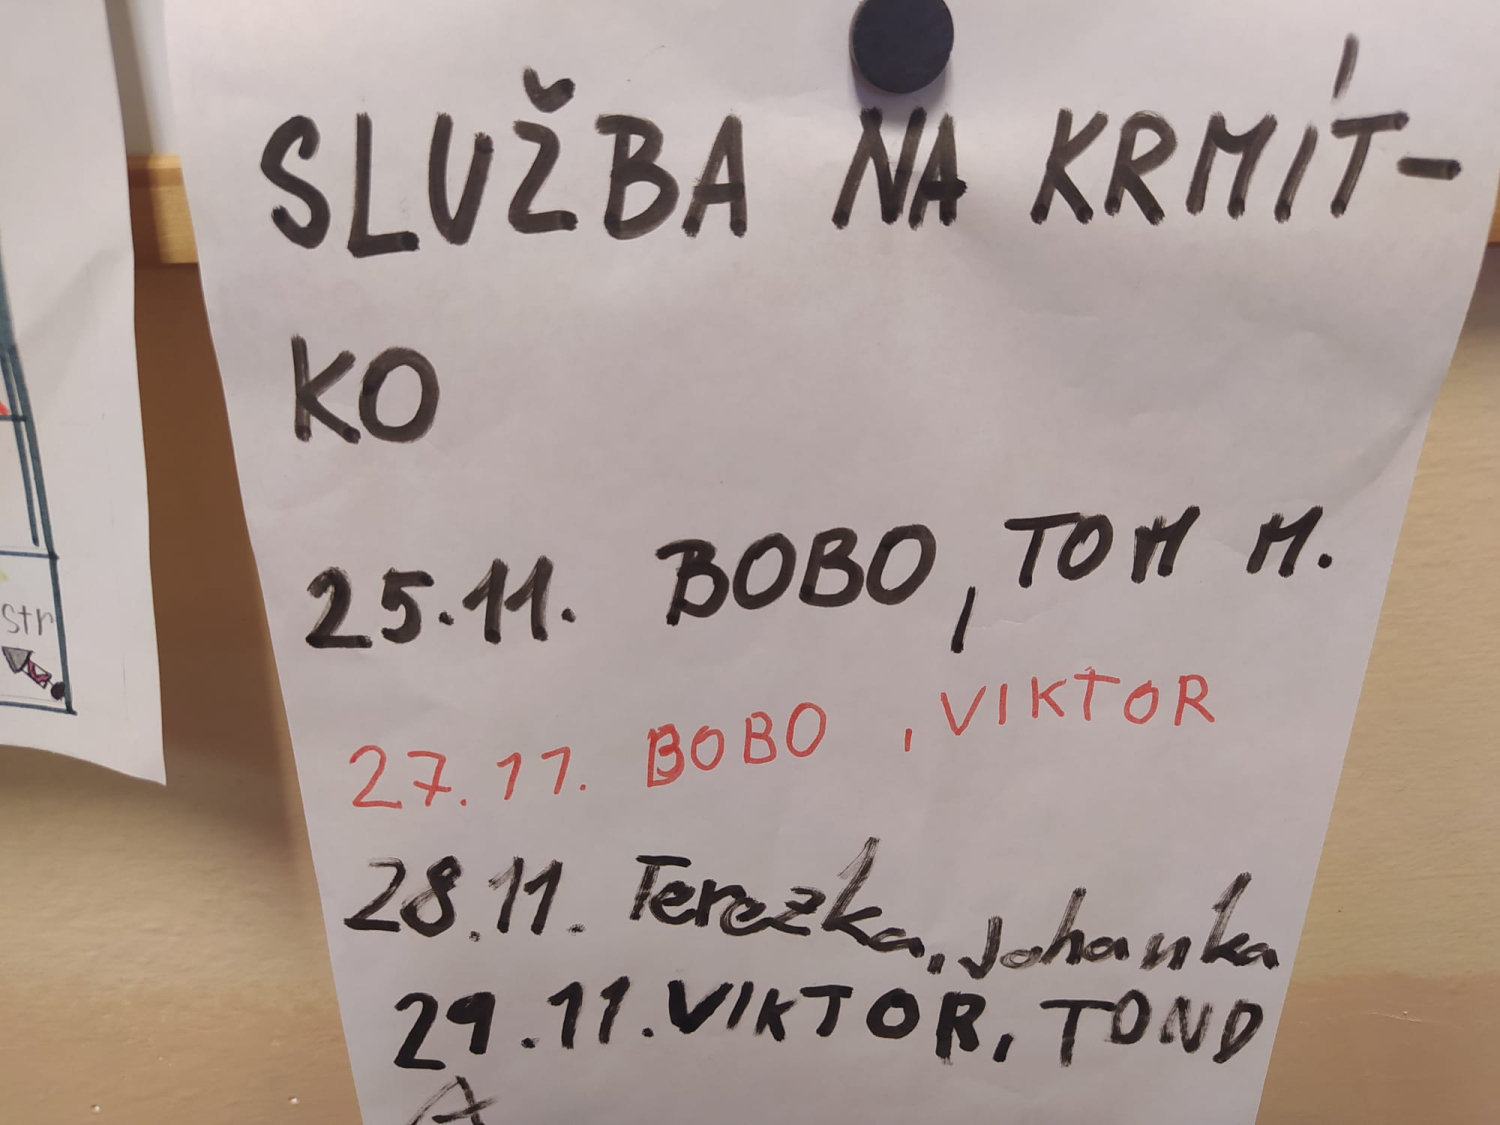 SLUŽBA NA KRMÍT-
KO
25.11. BOBO, TOM M.
27.11. BOBO, VIKTOR
28.11. Terezka, Johanka
29.11. VIKTOR, TOND
A
str